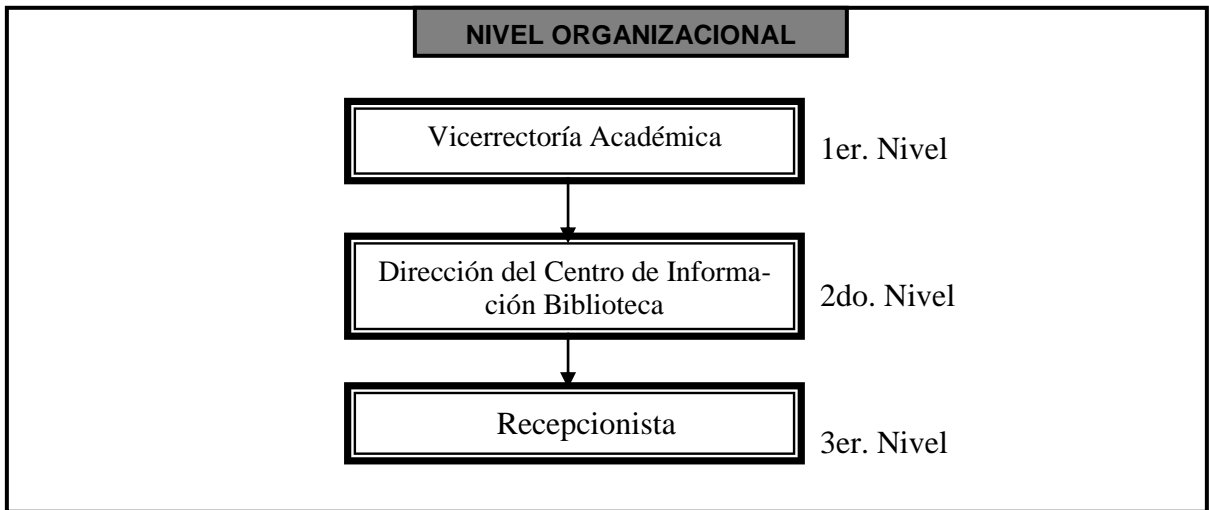 NIVEL ORGANIZACIONAL
Vicerrectoría Académica
1er. Nivel
Dirección del Centro de Informa-
ción Biblioteca
2do. Nivel
Recepcionista
3er. Nivel